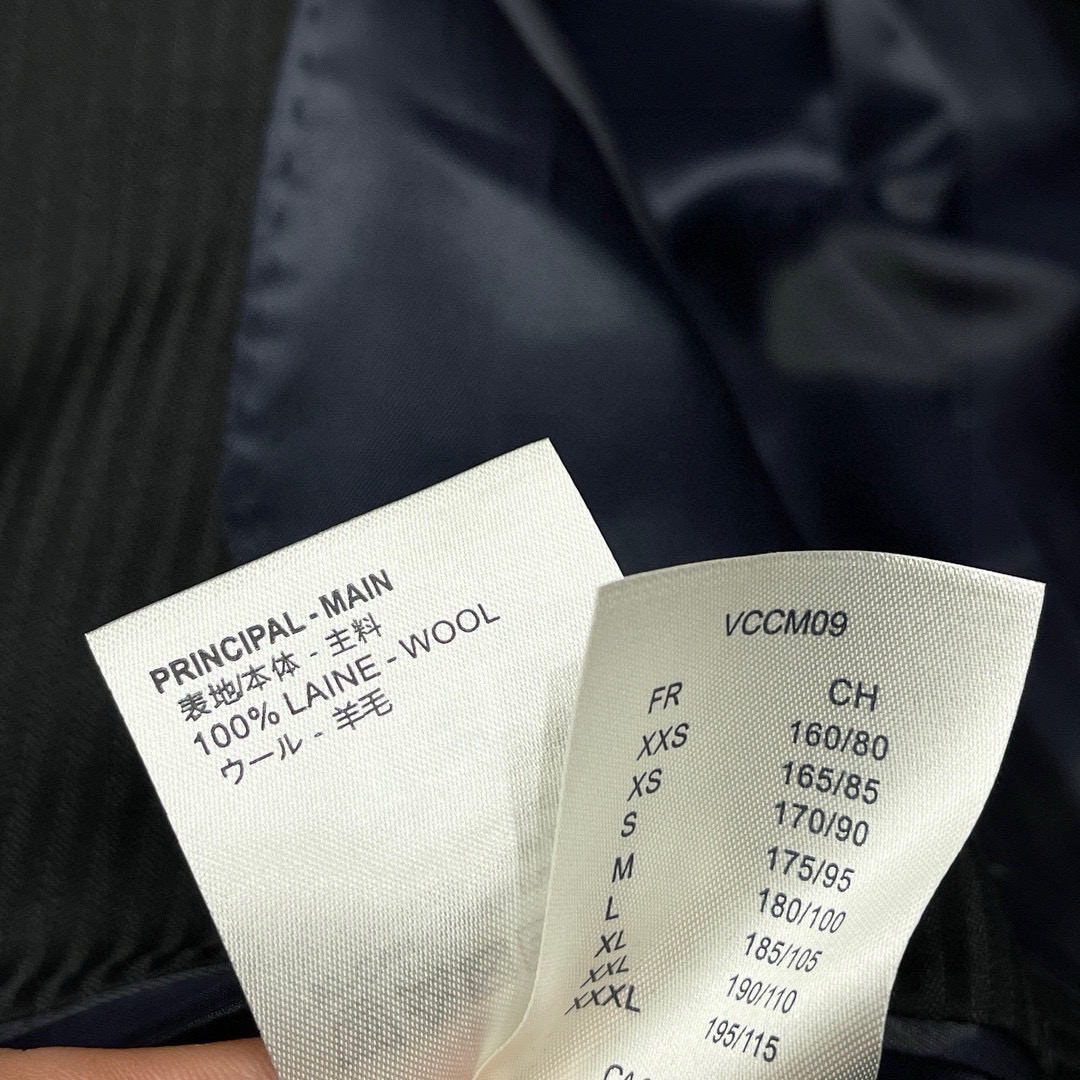 PRINCIPAL - MAIN
表地/本体 - 主料
100% LAINE - WOOL
ウール - 羊毛
VCCM09
FR CH
XXS 160/80
XS 165/85
S 170/90
M 175/95
L 180/100
XL 185/105
XXL 190/110
XXXL 195/115